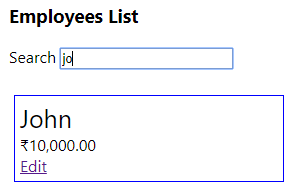 Employees List
Search jo
John
₹10,000.00
Edit